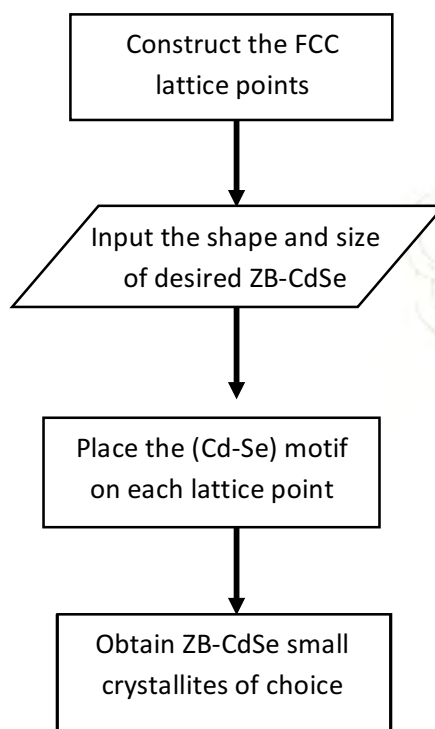 Construct the FCC
lattice points
Input the shape and size
of desired ZB-CdSe
Place the (Cd-Se) motif
on each lattice point
Obtain ZB-CdSe small
crystallites of choice